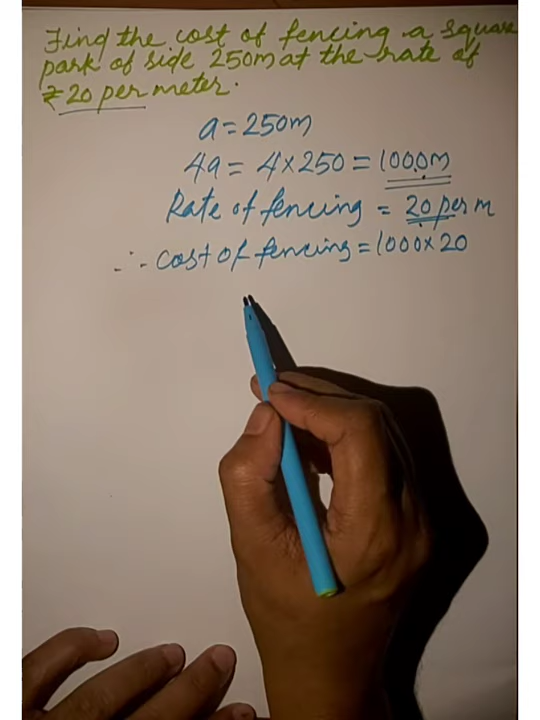 Find the cost of fencing a square
park of side 250m at the rate of
₹20 per meter.
a = 250m
4a = 4×250 = 1000m
Rate of fencing = 20 per m
∴ cost of fencing = 1000×20